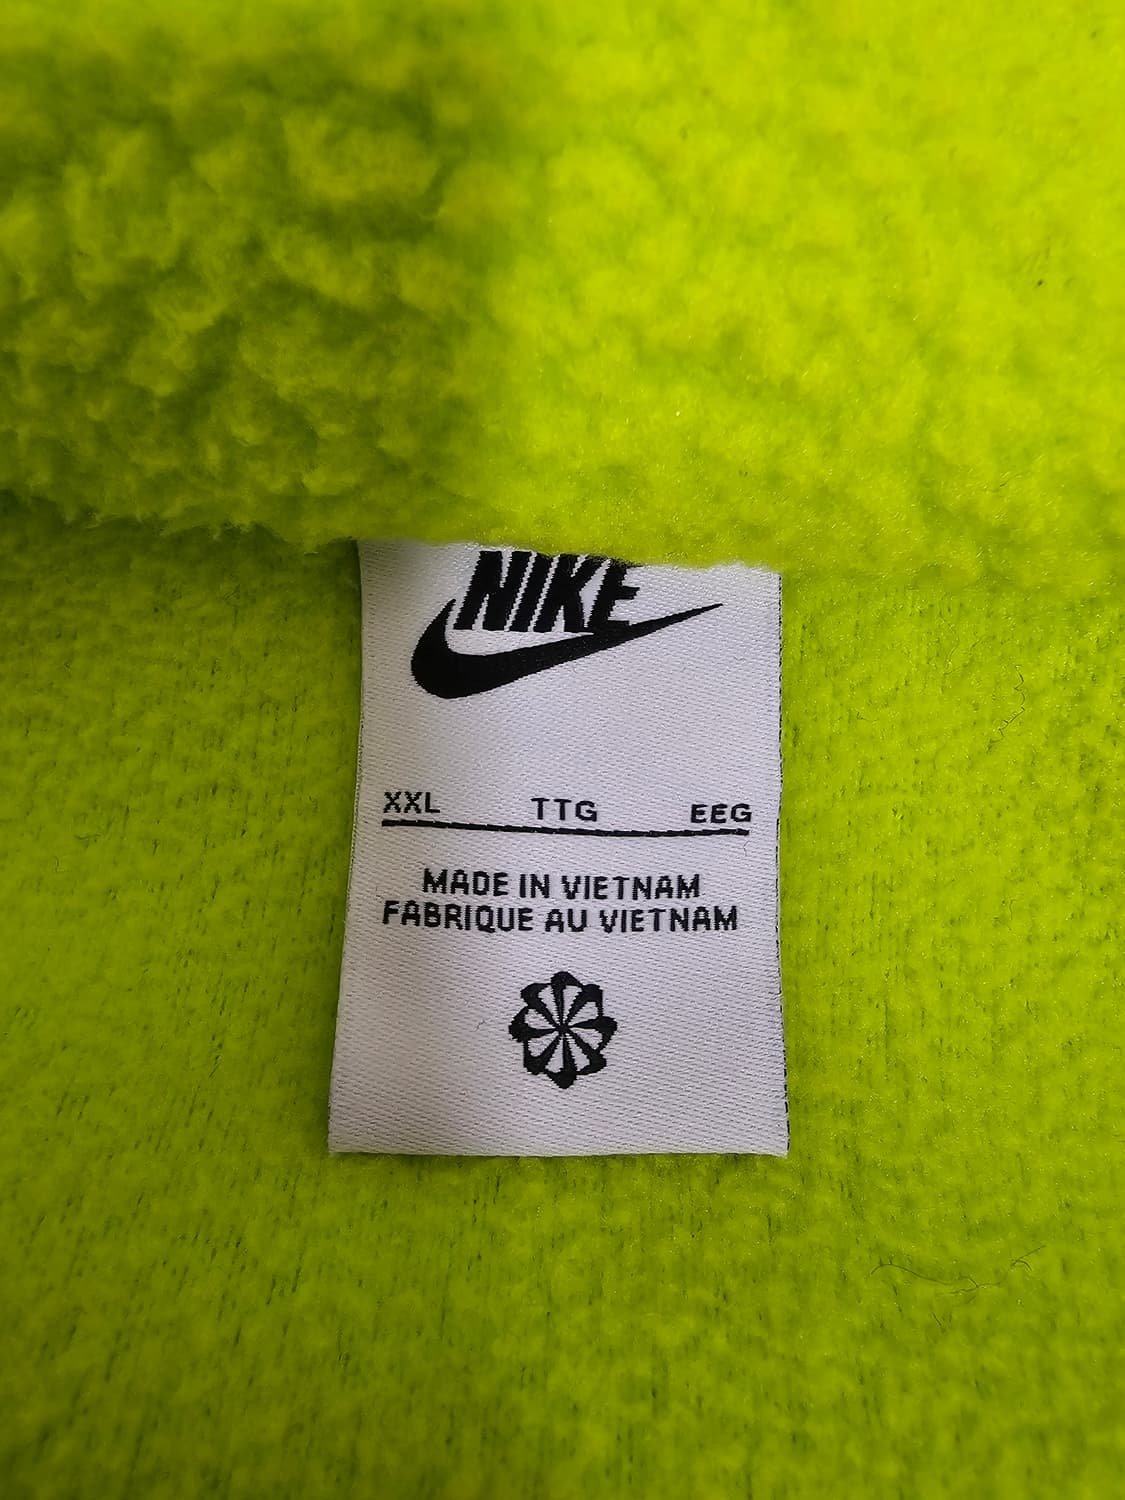 NIKE
XXL TTG EEG
MADE IN VIETNAM
FABRIQUE AU VIETNAM